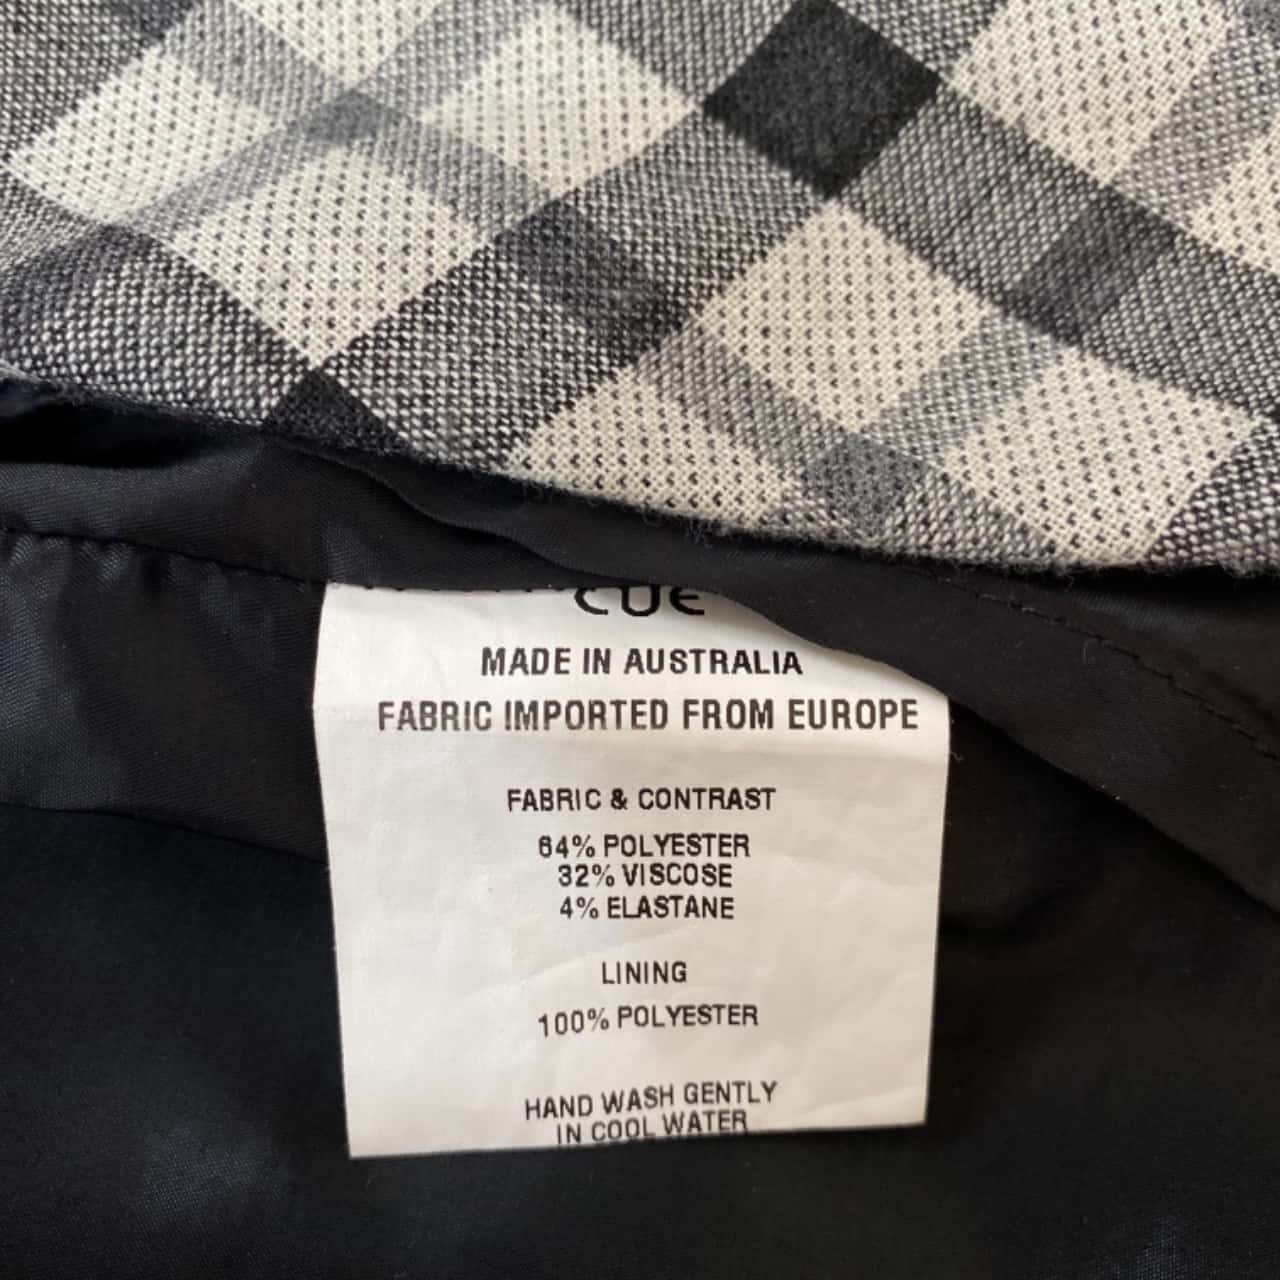 CUE
MADE IN AUSTRALIA
FABRIC IMPORTED FROM EUROPE
FABRIC & CONTRAST
64% POLYESTER
32% VISCOSE
4% ELASTANE
LINING
100% POLYESTER
HAND WASH GENTLY
IN COOL WATER